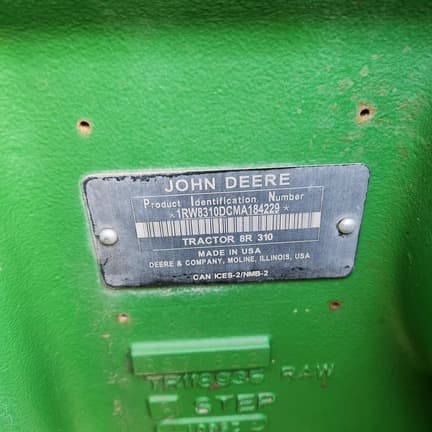 JOHN DEERE
Product Identification Number
*1RW8310DCMA184229*
TRACTOR 8R 310
MADE IN USA
DEERE & COMPANY, MOLINE, ILLINOIS, USA
CAN ICES-2/NMB-2
RAW
STEP